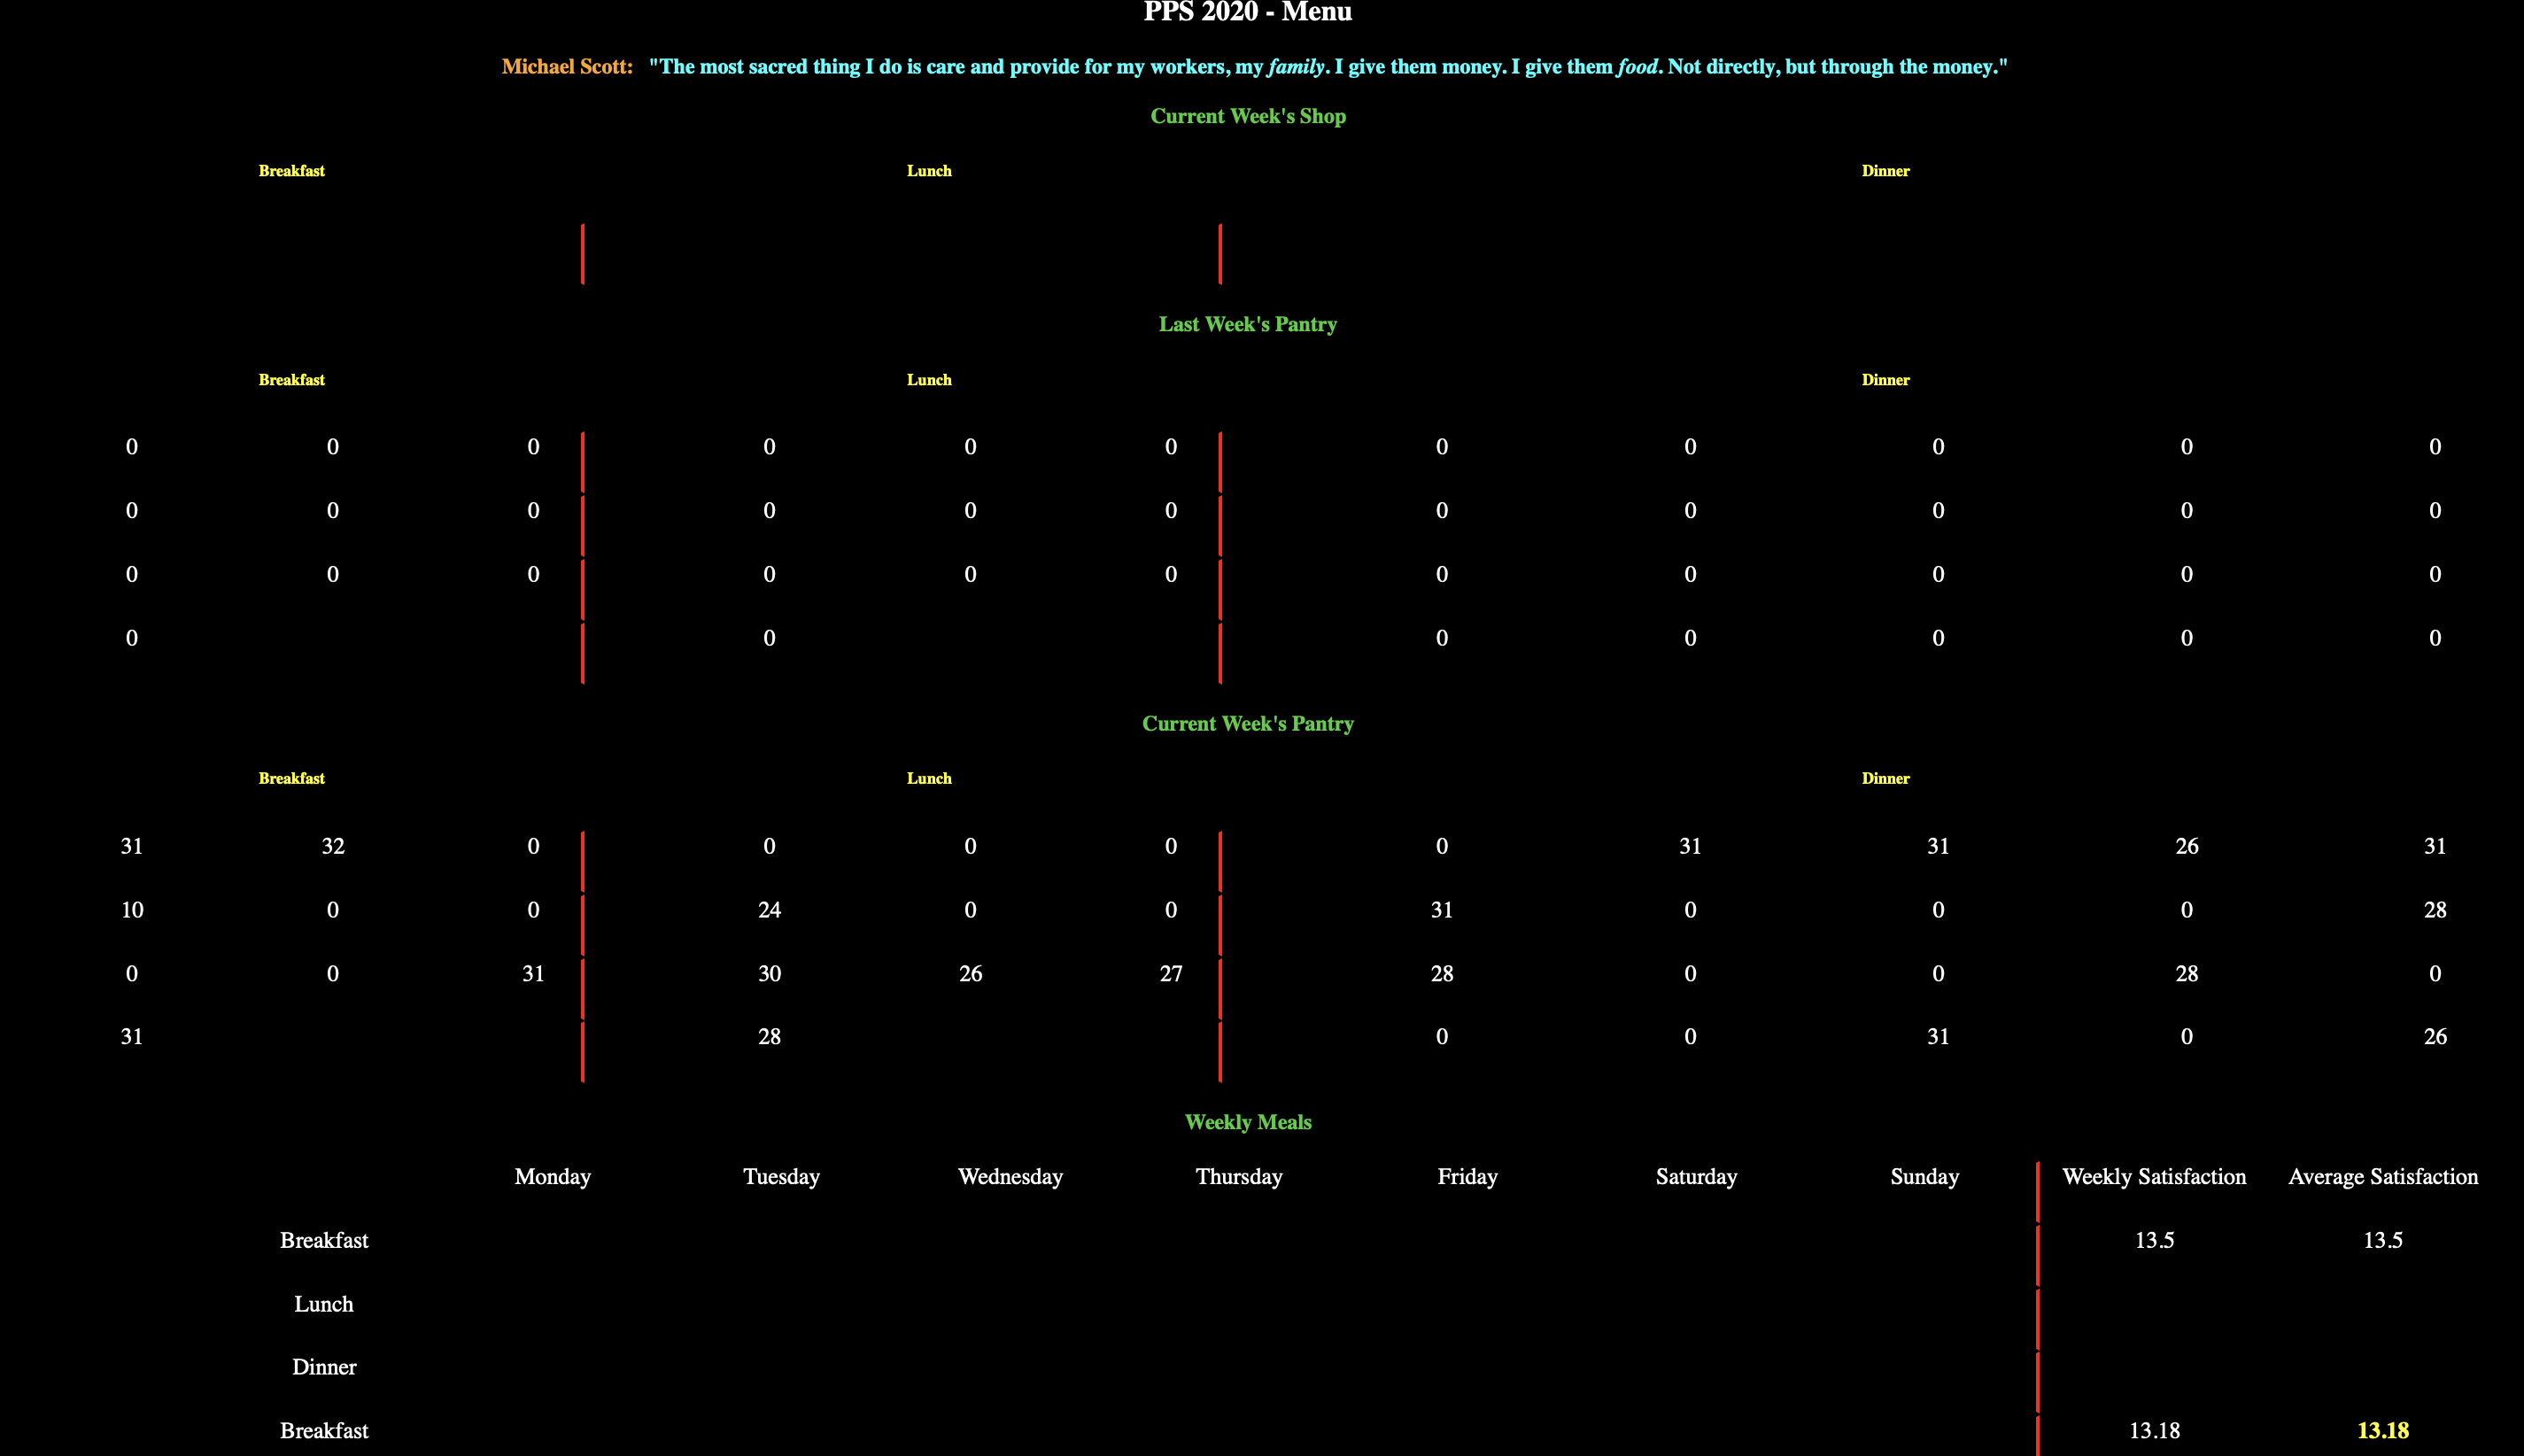 PPS 2020 - Menu
Michael Scott: "The most sacred thing I do is care and provide for my workers, my family. I give them money. I give them food. Not directly, but through the money."
Current Week's Shop
Breakfast Lunch Dinner
Last Week's Pantry
Breakfast Lunch Dinner
0 0 0 0 0 0 0 0 0 0 0
0 0 0 0 0 0 0 0 0 0 0
0 0 0 0 0 0 0 0 0 0 0
0 0 0 0 0 0 0
Current Week's Pantry
Breakfast Lunch Dinner
31 32 0 0 0 0 0 31 31 26 31
10 0 0 24 0 0 31 0 0 0 28
0 0 31 30 26 27 28 0 0 28 0
31 28 0 0 31 0 26
Weekly Meals
Monday Tuesday Wednesday Thursday Friday Saturday Sunday Weekly Satisfaction Average Satisfaction
Breakfast 13.5 13.5
Lunch
Dinner
Breakfast 13.18 13.18